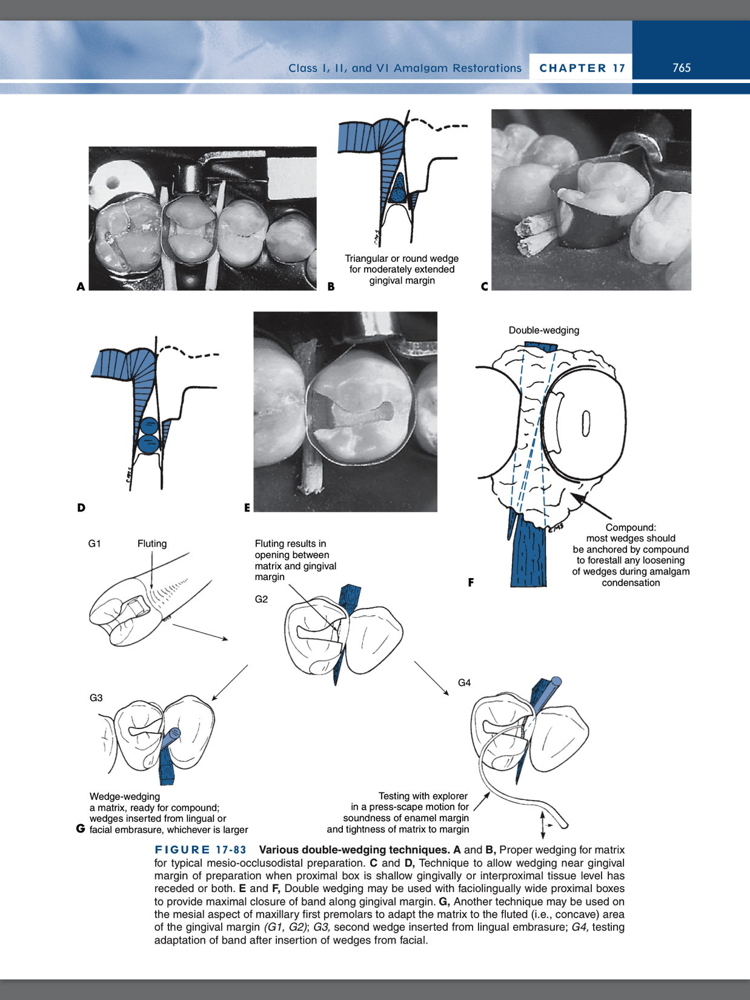 Class I, II, and VI Amalgam Restorations CHAPTER 17 765
A
B
Triangular or round wedge
for moderately extended
gingival margin
C
D
E
Double-wedging
Compound:
most wedges should
be anchored by compound
to forestall any loosening
of wedges during amalgam
condensation
F
G1
Fluting
Fluting results in
opening between
matrix and gingival
margin
G2
G3
G4
Wedge-wedging
a matrix, ready for compound;
wedges inserted from lingual or
facial embrasure, whichever is larger
G
Testing with explorer
in a press-scape motion for
soundness of enamel margin
and tightness of matrix to margin
FIGURE 17-83 Various double-wedging techniques. A and B, Proper wedging for matrix
for typical mesio-occlusodistal preparation. C and D, Technique to allow wedging near gingival
margin of preparation when proximal box is shallow gingivally or interproximal tissue level has
receded or both. E and F, Double wedging may be used with faciolingually wide proximal boxes
to provide maximal closure of band along gingival margin. G, Another technique may be used on
the mesial aspect of maxillary first premolars to adapt the matrix to the fluted (i.e., concave) area
of the gingival margin (G1, G2); G3, second wedge inserted from lingual embrasure; G4, testing
adaptation of band after insertion of wedges from facial.